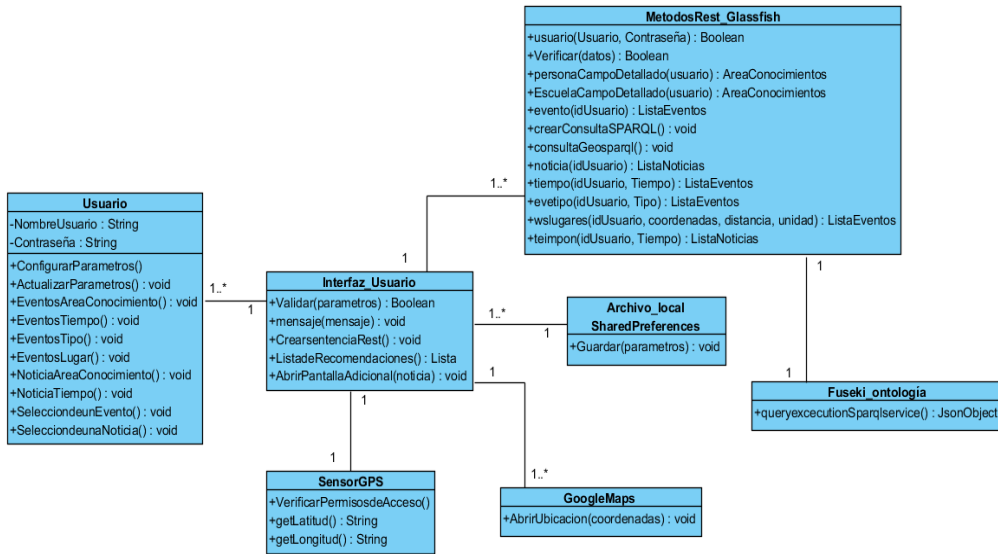 MetodosRest_Glassfish
+usuario(Usuario, Contraseña) : Boolean
+Verificar(datos) : Boolean
+personaCampoDetallado(usuario) : AreaConocimientos
+EscuelaCampoDetallado(usuario) : AreaConocimientos
+evento(idUsuario) : ListaEventos
+crearConsultaSPARQL() : void
+consultaGeosparql() : void
+noticia(idUsuario) : ListaNoticias
+tiempo(idUsuario, Tiempo) : ListaEventos
+evetipo(idUsuario, Tipo) : ListaEventos
+wslugares(idUsuario, coordenadas, distancia, unidad) : ListaEventos
+teimpon(idUsuario, Tiempo) : ListaNoticias
1..*
1
1
1
Usuario
-NombreUsuario : String
-Contraseña : String
+ConfigurarParametros()
+ActualizarParametros() : void
+EventosAreaConocimiento() : void
+EventosTiempo() : void
+EventosTipo() : void
+EventosLugar() : void
+NoticiaAreaConocimiento() : void
+NoticiaTiempo() : void
+SelecciondeunEvento() : void
+SelecciondeunaNoticia() : void
1..*
1
Interfaz_Usuario
+Validar(parametros) : Boolean
+mensaje(mensaje) : void
+CrearsentenciaRest() : void
+ListadeRecomendaciones() : Lista
+AbrirPantallaAdicional(noticia) : void
1..*
1
Archivo_local
SharedPreferences
+Guardar(parametros) : void
1
1..*
1
1
Fuseki_ontología
+queryexcecutionSparqlservice() : JsonObject
SensorGPS
+VerificarPermisosdeAcceso()
+getLatitud() : String
+getLongitud() : String
GoogleMaps
+AbrirUbicacion(coordenadas) : void